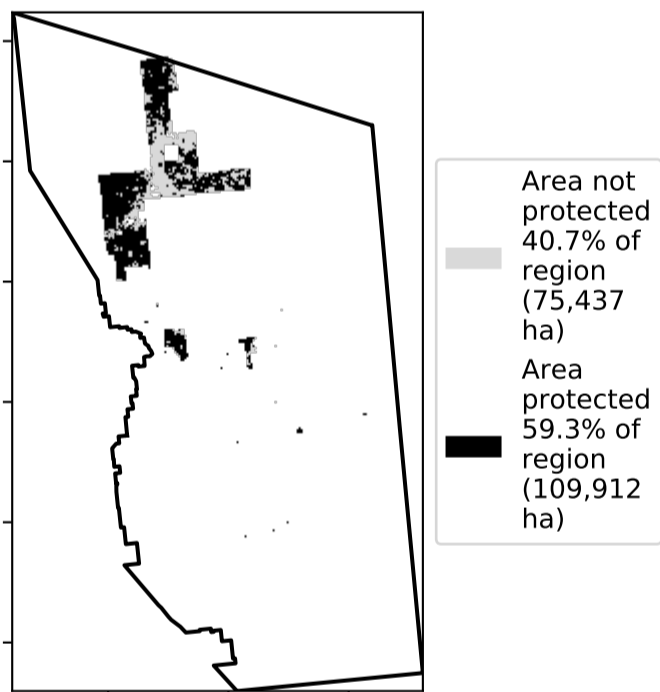 Area not
protected
40.7% of
region
(75,437
ha)
Area
protected
59.3% of
region
(109,912
ha)